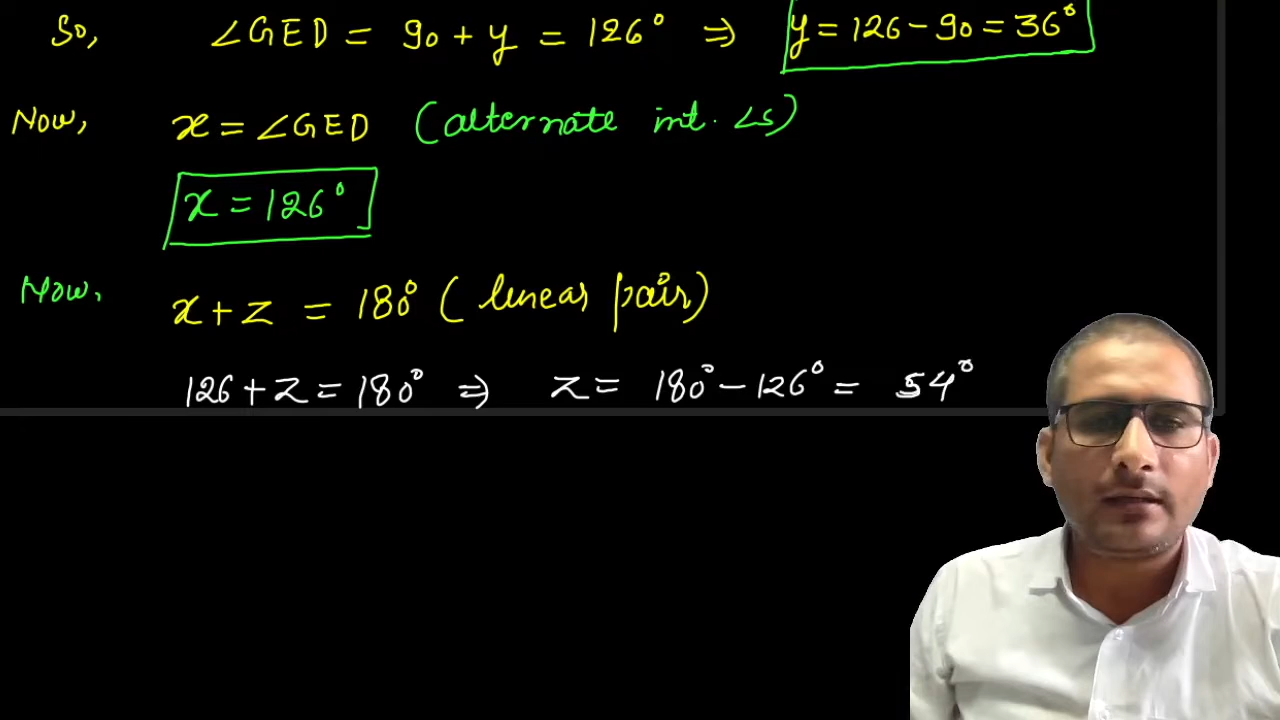 So, ∠GED = 90 + y = 126° ⇒ y = 126 - 90 = 36°
Now, x = ∠GED (alternate int. ∠s)
x = 126°
Now, x + z = 180° (linear pair)
126 + z = 180° ⇒ z = 180° - 126° = 54°